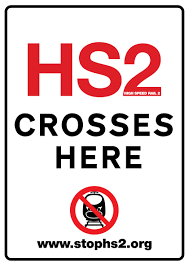 HS2
HIGH SPEED RAIL 2
CROSSES
HERE
www.stophs2.org